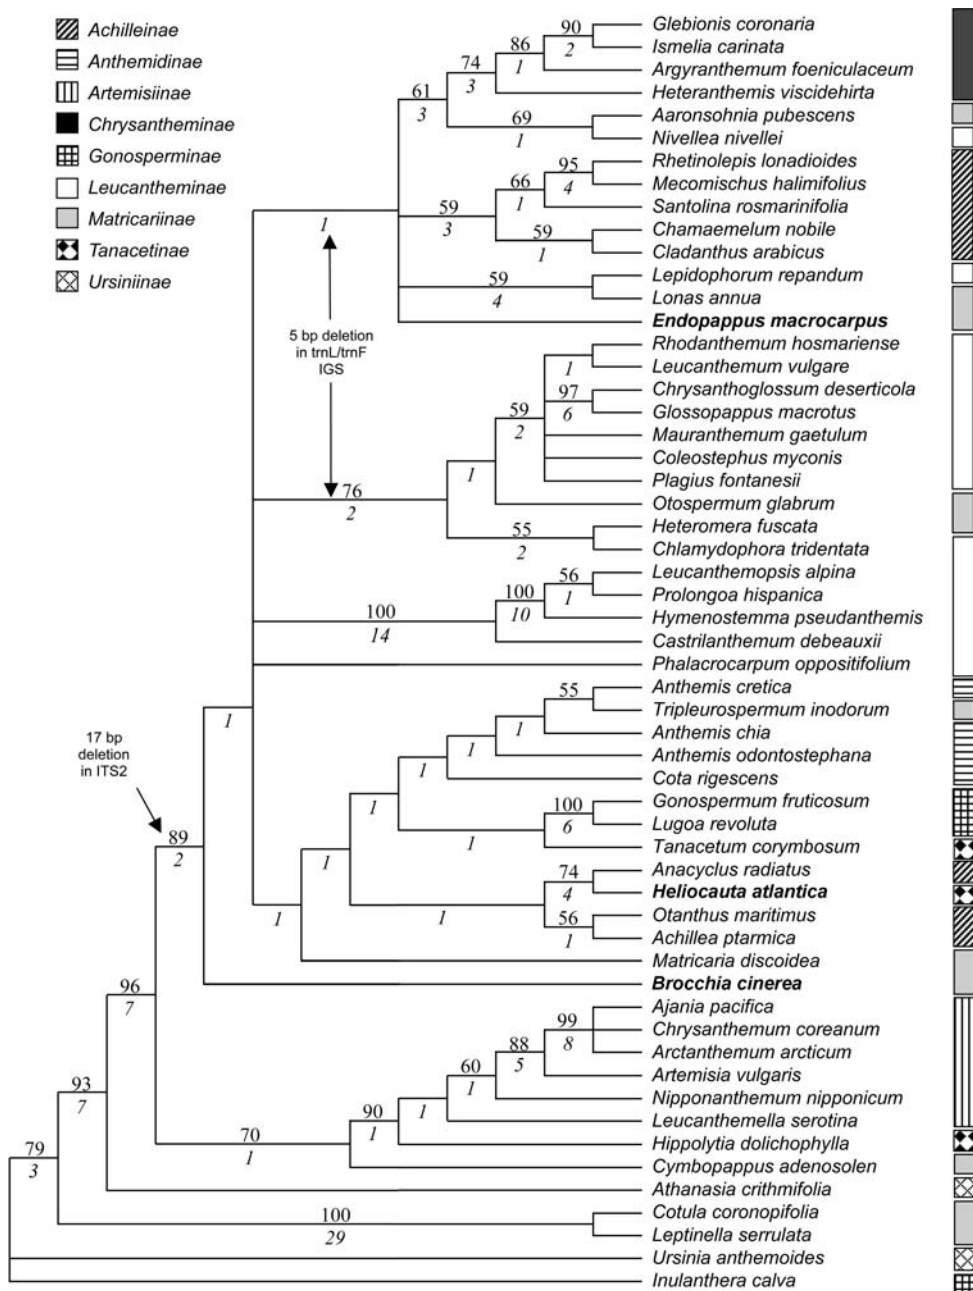 Achilleinae
Anthemidinae
Artemisiinae
Chrysantheminae
Gonosperminae
Leucantheminae
Matricariinae
Tanacetinae
Ursiniinae
5 bp deletion
in trnL/trnF
IGS
17 bp
deletion
in ITS2
90
2
86
1
74
3
61
3
69
1
1
95
4
66
1
59
3
59
1
59
4
1
97
6
59
2
1
76
2
55
2
56
1
100
10
100
14
1
55
1
1
1
1
100
6
1
1
74
4
1
56
1
1
89
2
96
7
99
8
88
5
60
1
1
90
1
70
1
93
7
79
3
100
29
Glebionis coronaria
Ismelia carinata
Argyranthemum foeniculaceum
Heteranthemis viscidehirta
Aaronsohnia pubescens
Nivellea nivellei
Rhetinolepis lonadioides
Mecomischus halimifolius
Santolina rosmarinifolia
Chamaemelum nobile
Cladanthus arabicus
Lepidophorum repandum
Lonas annua
Endopappus macrocarpus
Rhodanthemum hosmariense
Leucanthemum vulgare
Chrysanthoglossum deserticola
Glossopappus macrotus
Mauranthemum gaetulum
Coleostephus myconis
Plagius fontanesii
Otospermum glabrum
Heteromera fuscata
Chlamydophora tridentata
Leucanthemopsis alpina
Prolongoa hispanica
Hymenostemma pseudanthemis
Castrilanthemum debeauxii
Phalacrocarpum oppositifolium
Anthemis cretica
Tripleurospermum inodorum
Anthemis chia
Anthemis odontostephana
Cota rigescens
Gonospermum fruticosum
Lugoa revoluta
Tanacetum corymbosum
Anacyclus radiatus
Heliocauta atlantica
Otanthus maritimus
Achillea ptarmica
Matricaria discoidea
Brocchia cinerea
Ajania pacifica
Chrysanthemum coreanum
Arctanthemum arcticum
Artemisia vulgaris
Nipponanthemum nipponicum
Leucanthemella serotina
Hippolytia dolichophylla
Cymbopappus adenosolen
Athanasia crithmifolia
Cotula coronopifolia
Leptinella serrulata
Ursinia anthemoides
Inulanthera calva